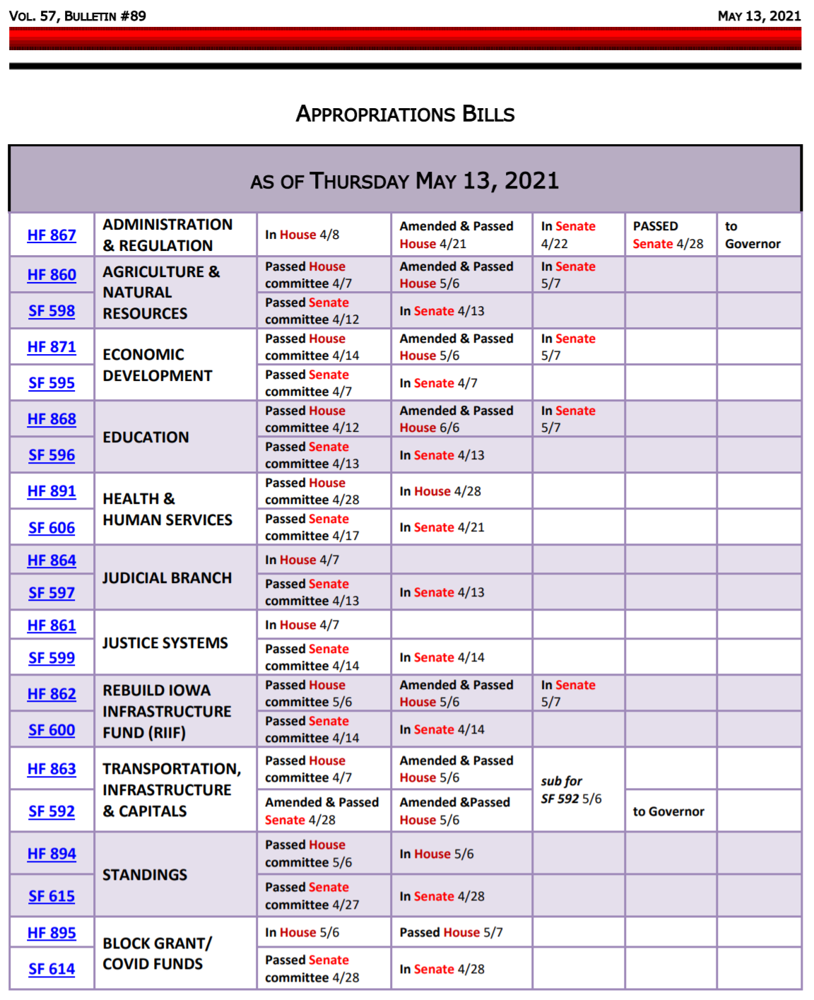 VOL. 57, BULLETIN #89 MAY 13, 2021
APPROPRIATIONS BILLS
AS OF THURSDAY MAY 13, 2021
HF 867
ADMINISTRATION
& REGULATION
In House 4/8
Amended & Passed
House 4/21
In Senate
4/22
PASSED
Senate 4/28
to
Governor
HF 860
AGRICULTURE &
NATURAL
RESOURCES
Passed House
committee 4/7
Amended & Passed
House 5/6
In Senate
5/7
SF 598
Passed Senate
committee 4/12
In Senate 4/13
HF 871
ECONOMIC
DEVELOPMENT
Passed House
committee 4/14
Amended & Passed
House 5/6
In Senate
5/7
SF 595
Passed Senate
committee 4/7
In Senate 4/7
HF 868
EDUCATION
Passed House
committee 4/12
Amended & Passed
House 6/6
In Senate
5/7
SF 596
Passed Senate
committee 4/13
In Senate 4/13
HF 891
HEALTH &
HUMAN SERVICES
Passed House
committee 4/28
In House 4/28
SF 606
Passed Senate
committee 4/17
In Senate 4/21
HF 864
JUDICIAL BRANCH
In House 4/7
SF 597
Passed Senate
committee 4/13
In Senate 4/13
HF 861
JUSTICE SYSTEMS
In House 4/7
SF 599
Passed Senate
committee 4/14
In Senate 4/14
HF 862
REBUILD IOWA
INFRASTRUCTURE
FUND (RIIF)
Passed House
committee 5/6
Amended & Passed
House 5/6
In Senate
5/7
SF 600
Passed Senate
committee 4/14
In Senate 4/14
HF 863
TRANSPORTATION,
INFRASTRUCTURE
& CAPITALS
Passed House
committee 4/7
Amended & Passed
House 5/6
sub for
SF 592 5/6
SF 592
Amended & Passed
Senate 4/28
Amended &Passed
House 5/6
to Governor
HF 894
STANDINGS
Passed House
committee 5/6
In House 5/6
SF 615
Passed Senate
committee 4/27
In Senate 4/28
HF 895
BLOCK GRANT/
COVID FUNDS
In House 5/6
Passed House 5/7
SF 614
Passed Senate
committee 4/28
In Senate 4/28